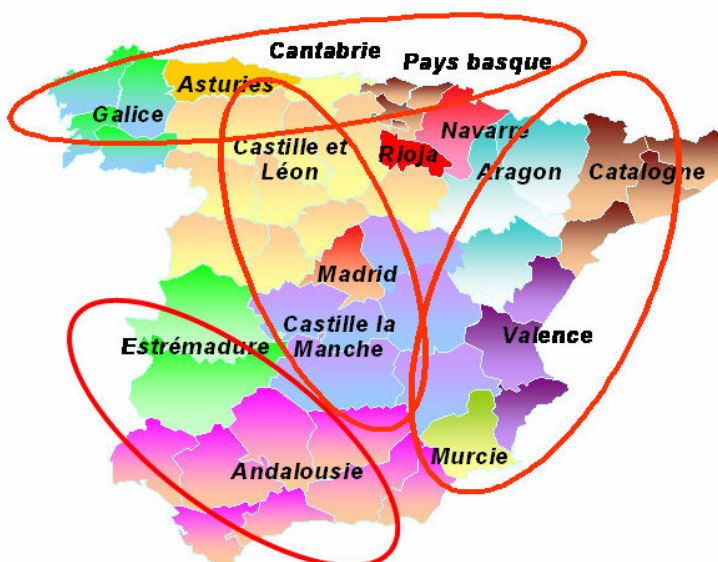 Cantabrie
Pays basque
Asturies
Galice
Navarre
Castille et
Léon
Rioja
Aragon
Catalogne
Madrid
Castille la
Manche
Estrémadure
Valence
Murcie
Andalousie